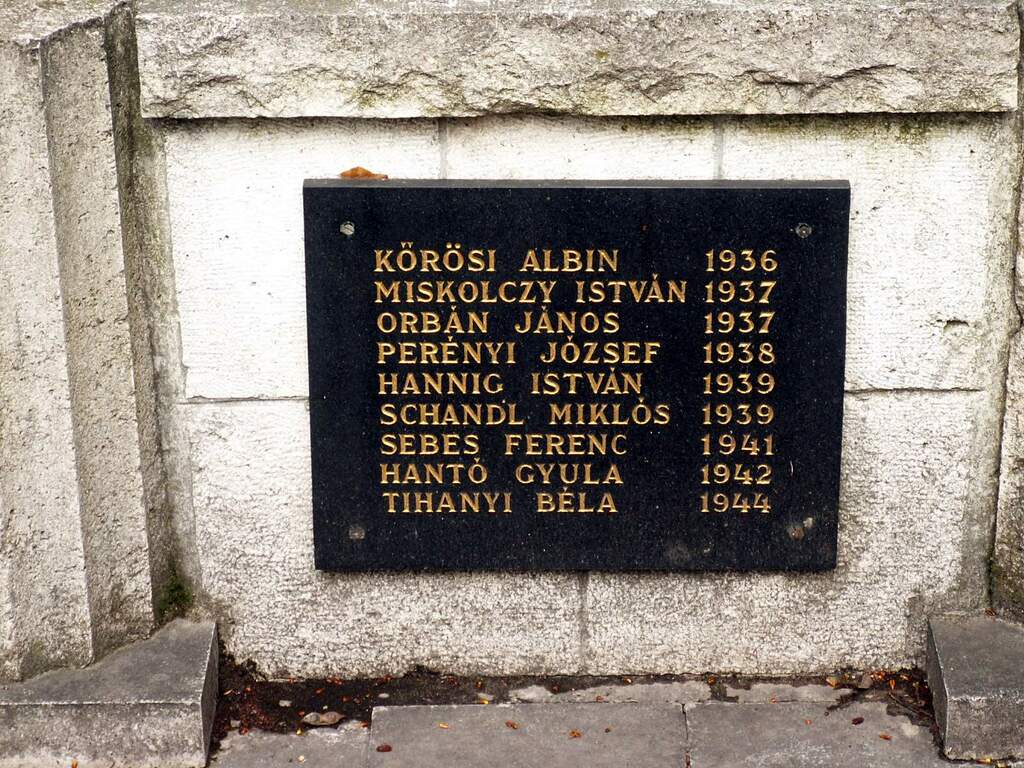 KŐRÖSI ALBIN 1936
MISKOLCZY ISTVÁN 1937
ORBÁN JÁNOS 1937
PERÉNYI JÓZSEF 1938
HANNIG ISTVÁN 1939
SCHANDL MIKLÓS 1939
SEBES FERENC 1941
HANTÓ GYULA 1942
TIHANYI BÉLA 1944